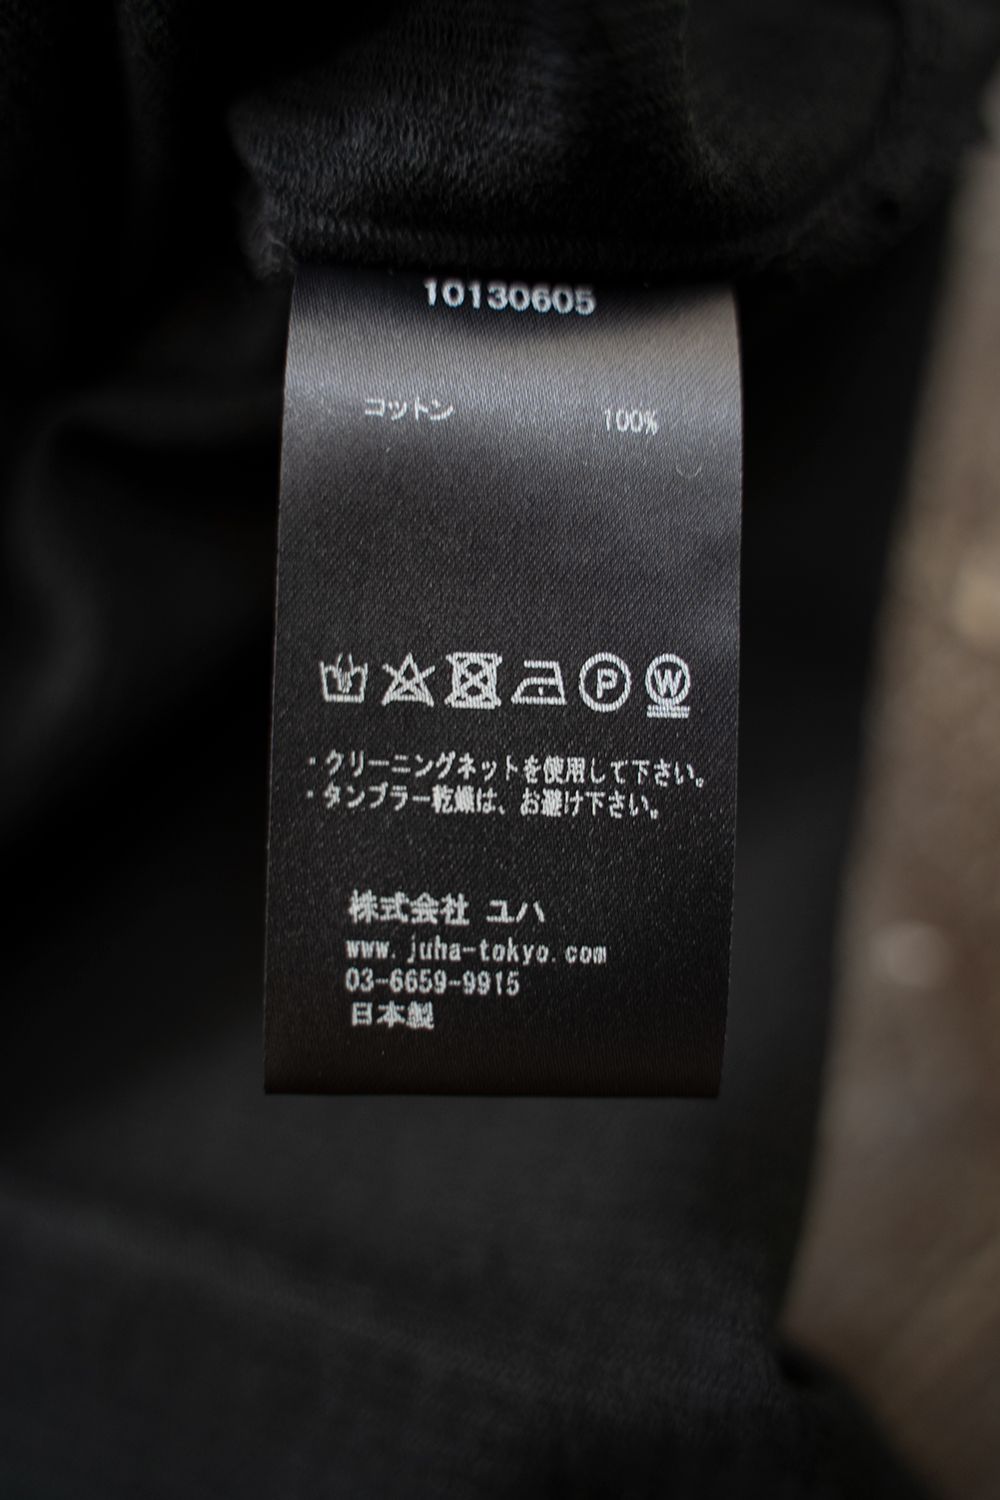 10130605
コットン 100%
P W
・クリーニングネットを使用して下さい。
・タンブラー乾燥は、お避け下さい。
株式会社 ユハ
www.juha-tokyo.com
03-6659-9915
日本製